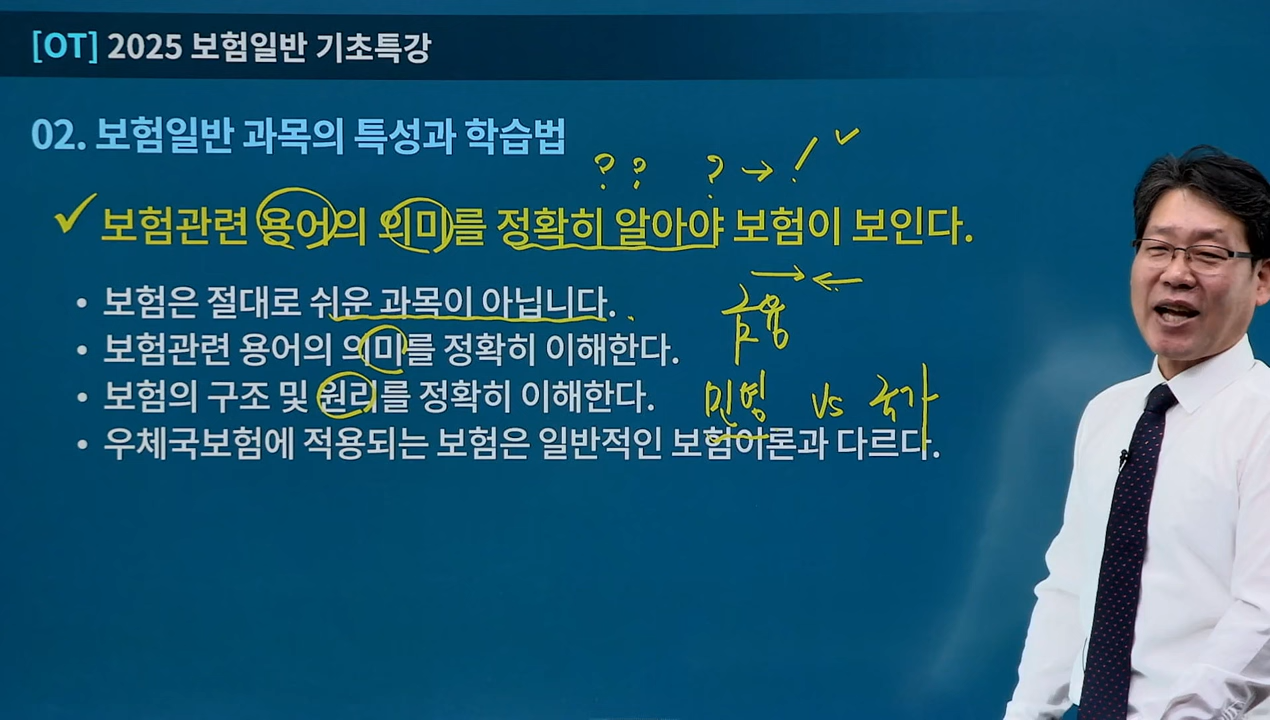 [OT] 2025 보험일반 기초특강
02. 보험일반 과목의 특성과 학습법
? ? ? → ! ✓
✓ 보험관련 용어의 의미를 정확히 알아야 보험이 보인다.
• 보험은 절대로 쉬운 과목이 아닙니다.
금융
• 보험관련 용어의 의미를 정확히 이해한다.
• 보험의 구조 및 원리를 정확히 이해한다.
민영 vs 국가
• 우체국보험에 적용되는 보험은 일반적인 보험이론과 다르다.